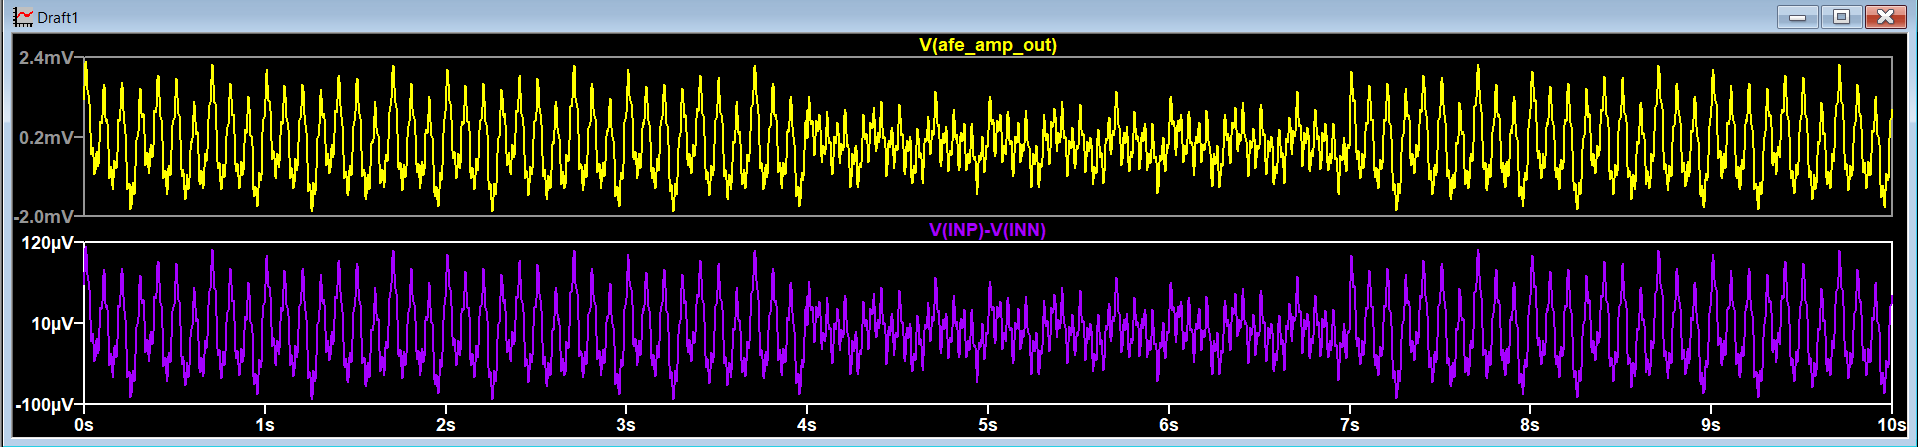 Draft1
V(afe_amp_out)
2.4mV
0.2mV
-2.0mV
V(INP)-V(INN)
120µV
10µV
-100µV
0s 1s 2s 3s 4s 5s 6s 7s 8s 9s 10s